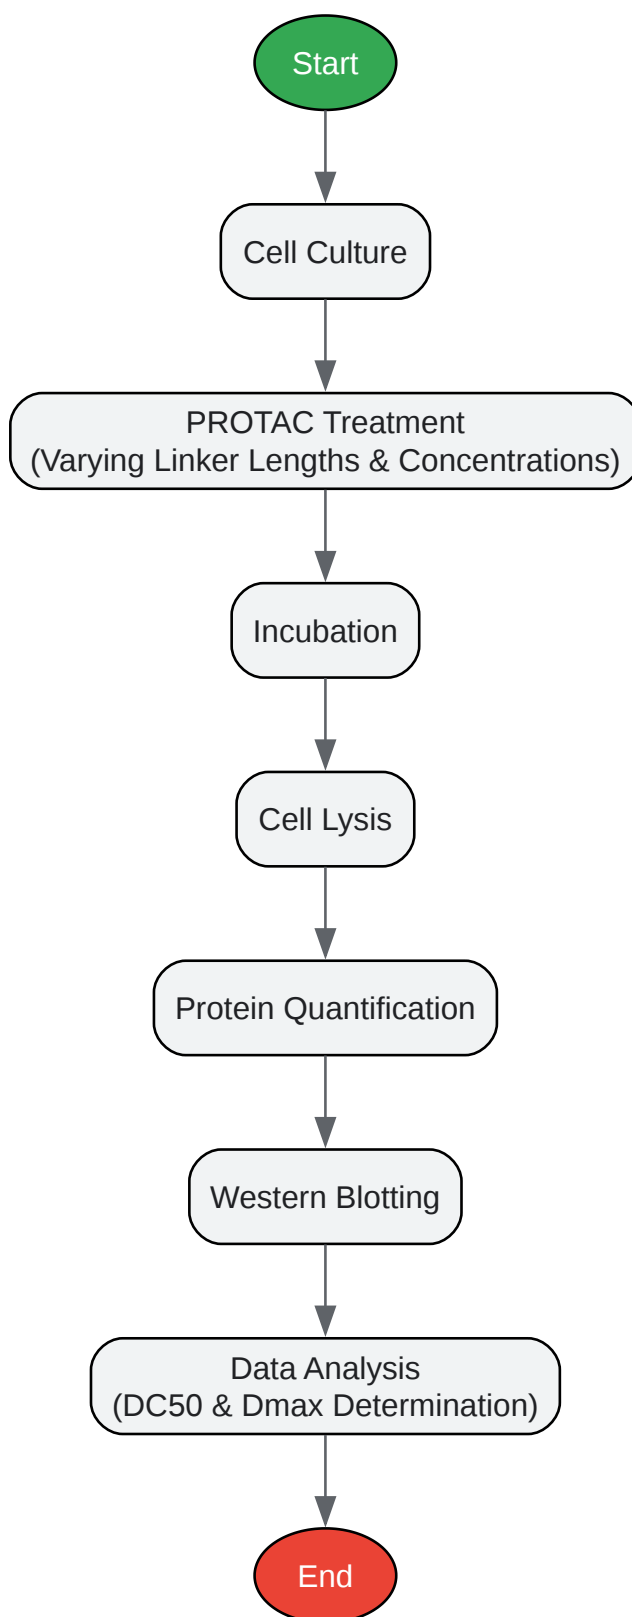 Start
Cell Culture
PROTAC Treatment
(Varying Linker Lengths & Concentrations)
Incubation
Cell Lysis
Protein Quantification
Western Blotting
Data Analysis
(DC50 & Dmax Determination)
End